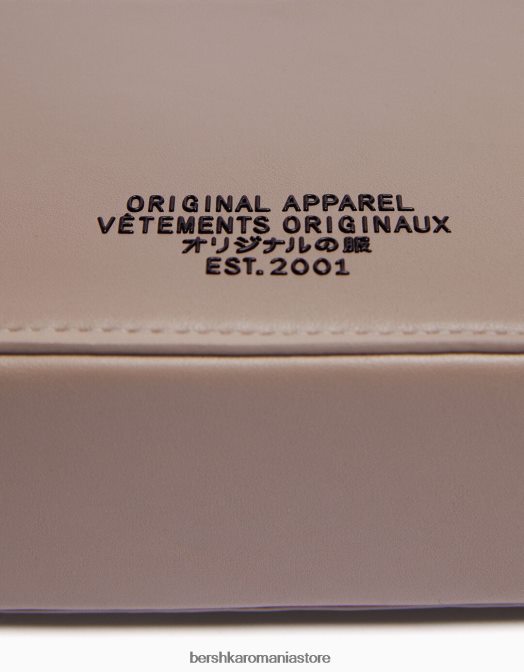 ORIGINAL APPAREL
VÊTEMENTS ORIGINAUX
オリジナルの服
EST. 2001
bershkaromaniastore